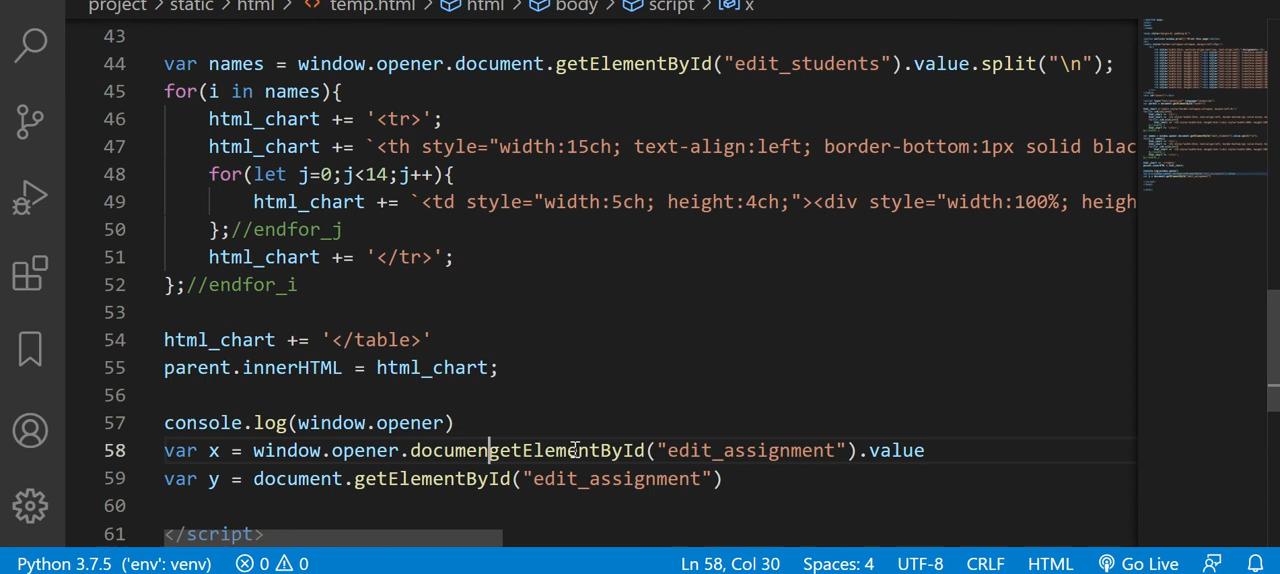 project > static > html > <> temp.html > html > body > script > x
43
44 var names = window.opener.document.getElementById("edit_students").value.split("\n");
45 for(i in names){
46 html_chart += '<tr>';
47 html_chart += `<th style="width:15ch; text-align:left; border-bottom:1px solid blac
48 for(let j=0;j<14;j++){
49 html_chart += `<td style="width:5ch; height:4ch;"><div style="width:100%; heigh
50 };//endfor_j
51 html_chart += '</tr>';
52 };//endfor_i
53
54 html_chart += '</table>'
55 parent.innerHTML = html_chart;
56
57 console.log(window.opener)
58 var x = window.opener.documengetElementById("edit_assignment").value
59 var y = document.getElementById("edit_assignment")
60
61 </script>
Python 3.7.5 ('env': venv) 0 0 Ln 58, Col 30 Spaces: 4 UTF-8 CRLF HTML Go Live